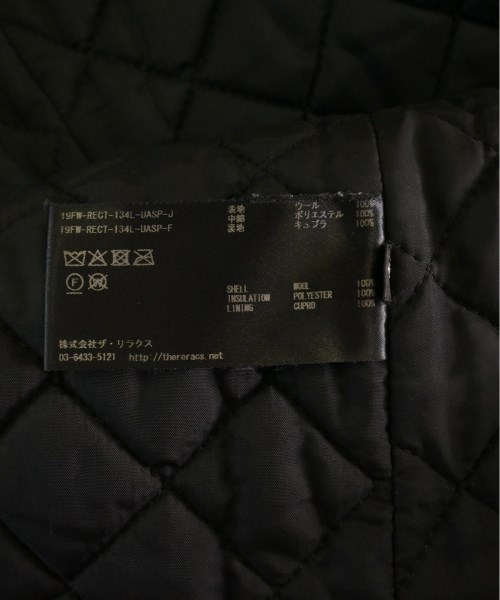 19FW-RECT-134L-UASP-J
19FW-RECT-134L-UASP-F
表地 ウール 100%
中綿 ポリエステル 100%
裏地 キュプラ 100%
F W
SHELL WOOL 100%
INSULATION POLYESTER 100%
LINING CUPRO 100%
株式会社ザ・リラクス
03-6433-5121 http://thereracs.net